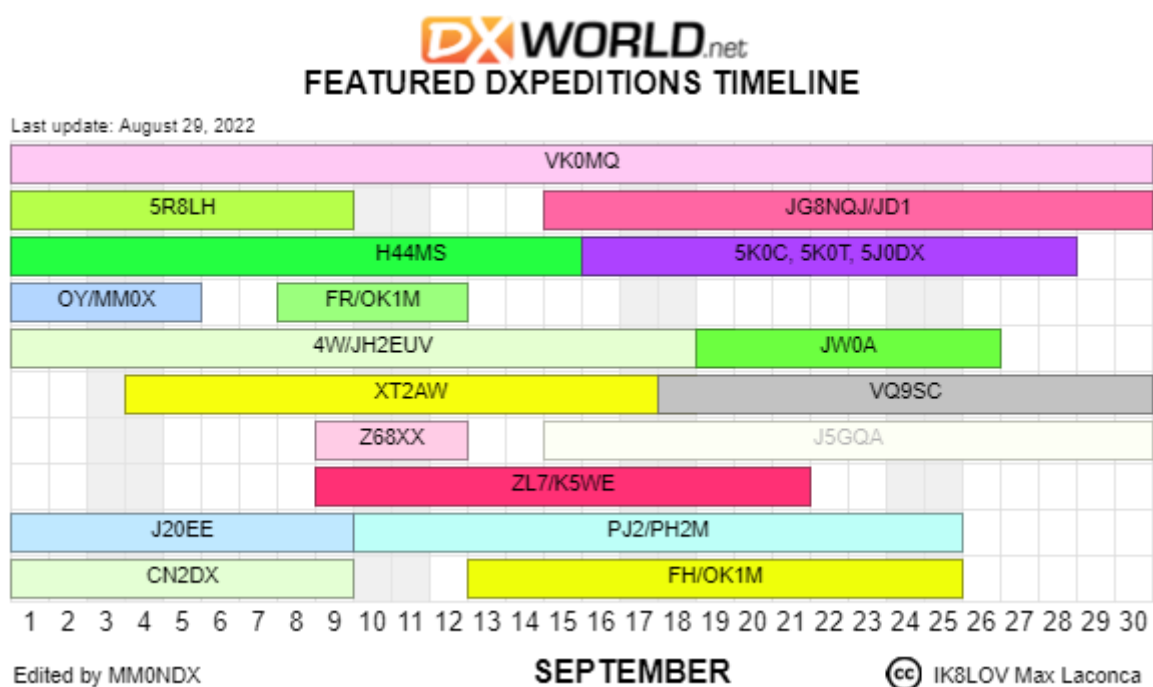 DX WORLD.net
FEATURED DXPEDITIONS TIMELINE
Last update: August 29, 2022
VK0MQ
5R8LH JG8NQJ/JD1
H44MS 5K0C, 5K0T, 5J0DX
OY/MM0X FR/OK1M
4W/JH2EUV JW0A
XT2AW VQ9SC
Z68XX J5GQA
ZL7/K5WE
J20EE PJ2/PH2M
CN2DX FH/OK1M
1 2 3 4 5 6 7 8 9 10 11 12 13 14 15 16 17 18 19 20 21 22 23 24 25 26 27 28 29 30
Edited by MM0NDX SEPTEMBER cc IK8LOV Max Laconca